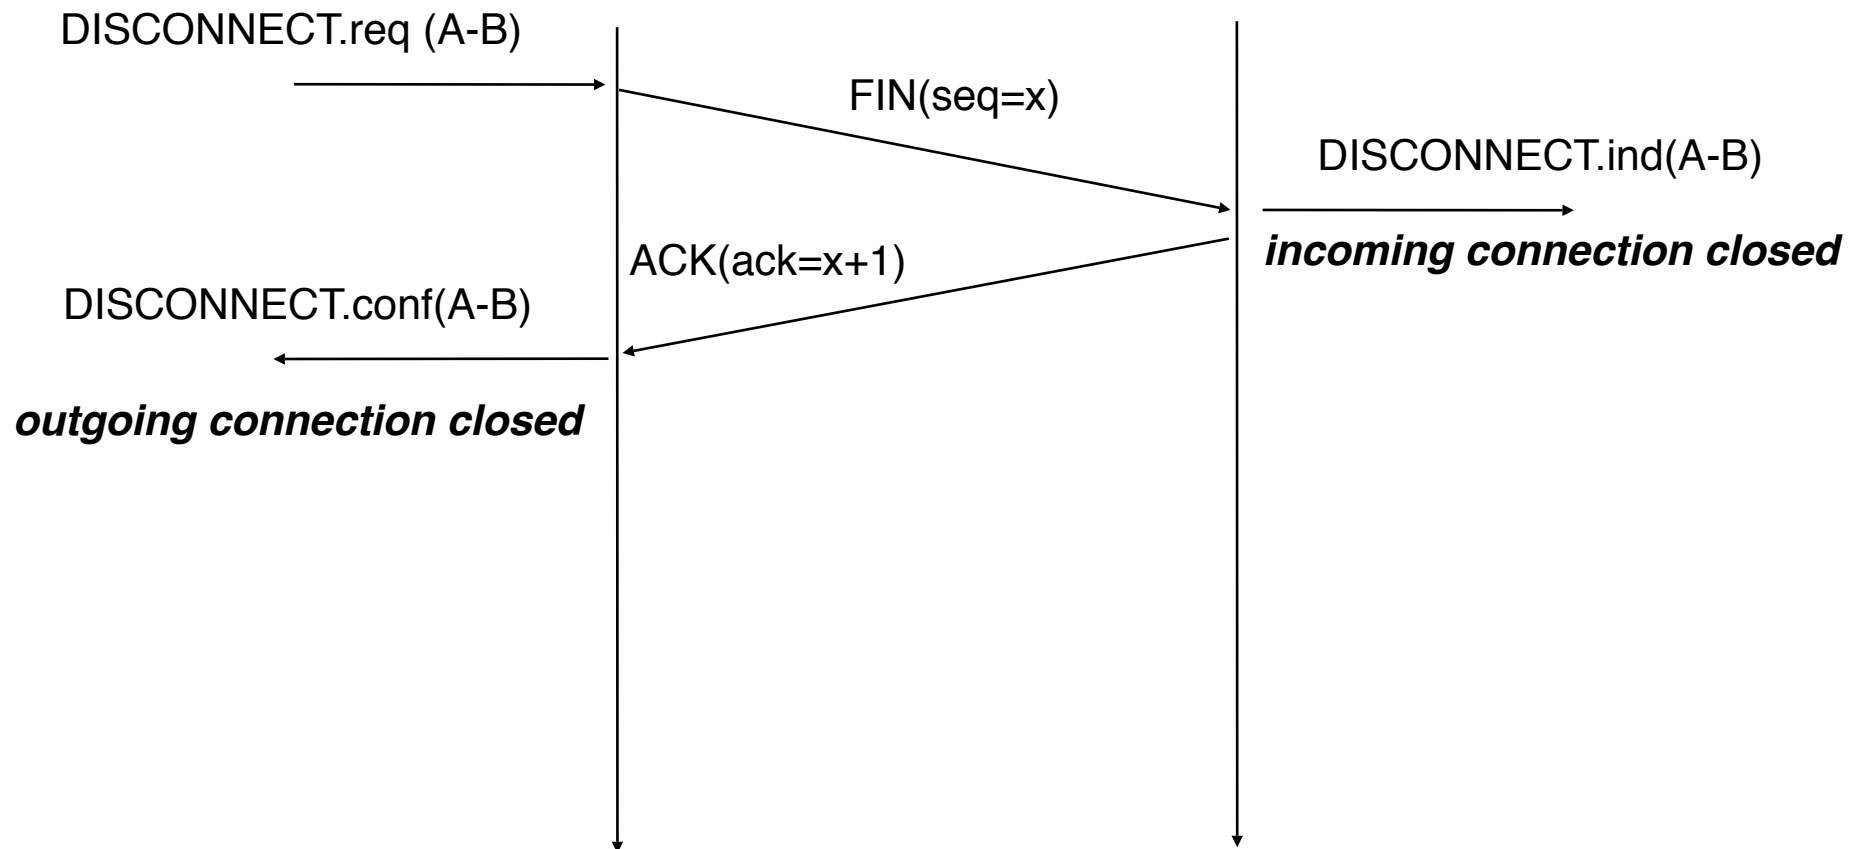 DISCONNECT.req (A-B)
FIN(seq=x)
DISCONNECT.ind(A-B)
incoming connection closed
ACK(ack=x+1)
DISCONNECT.conf(A-B)
outgoing connection closed